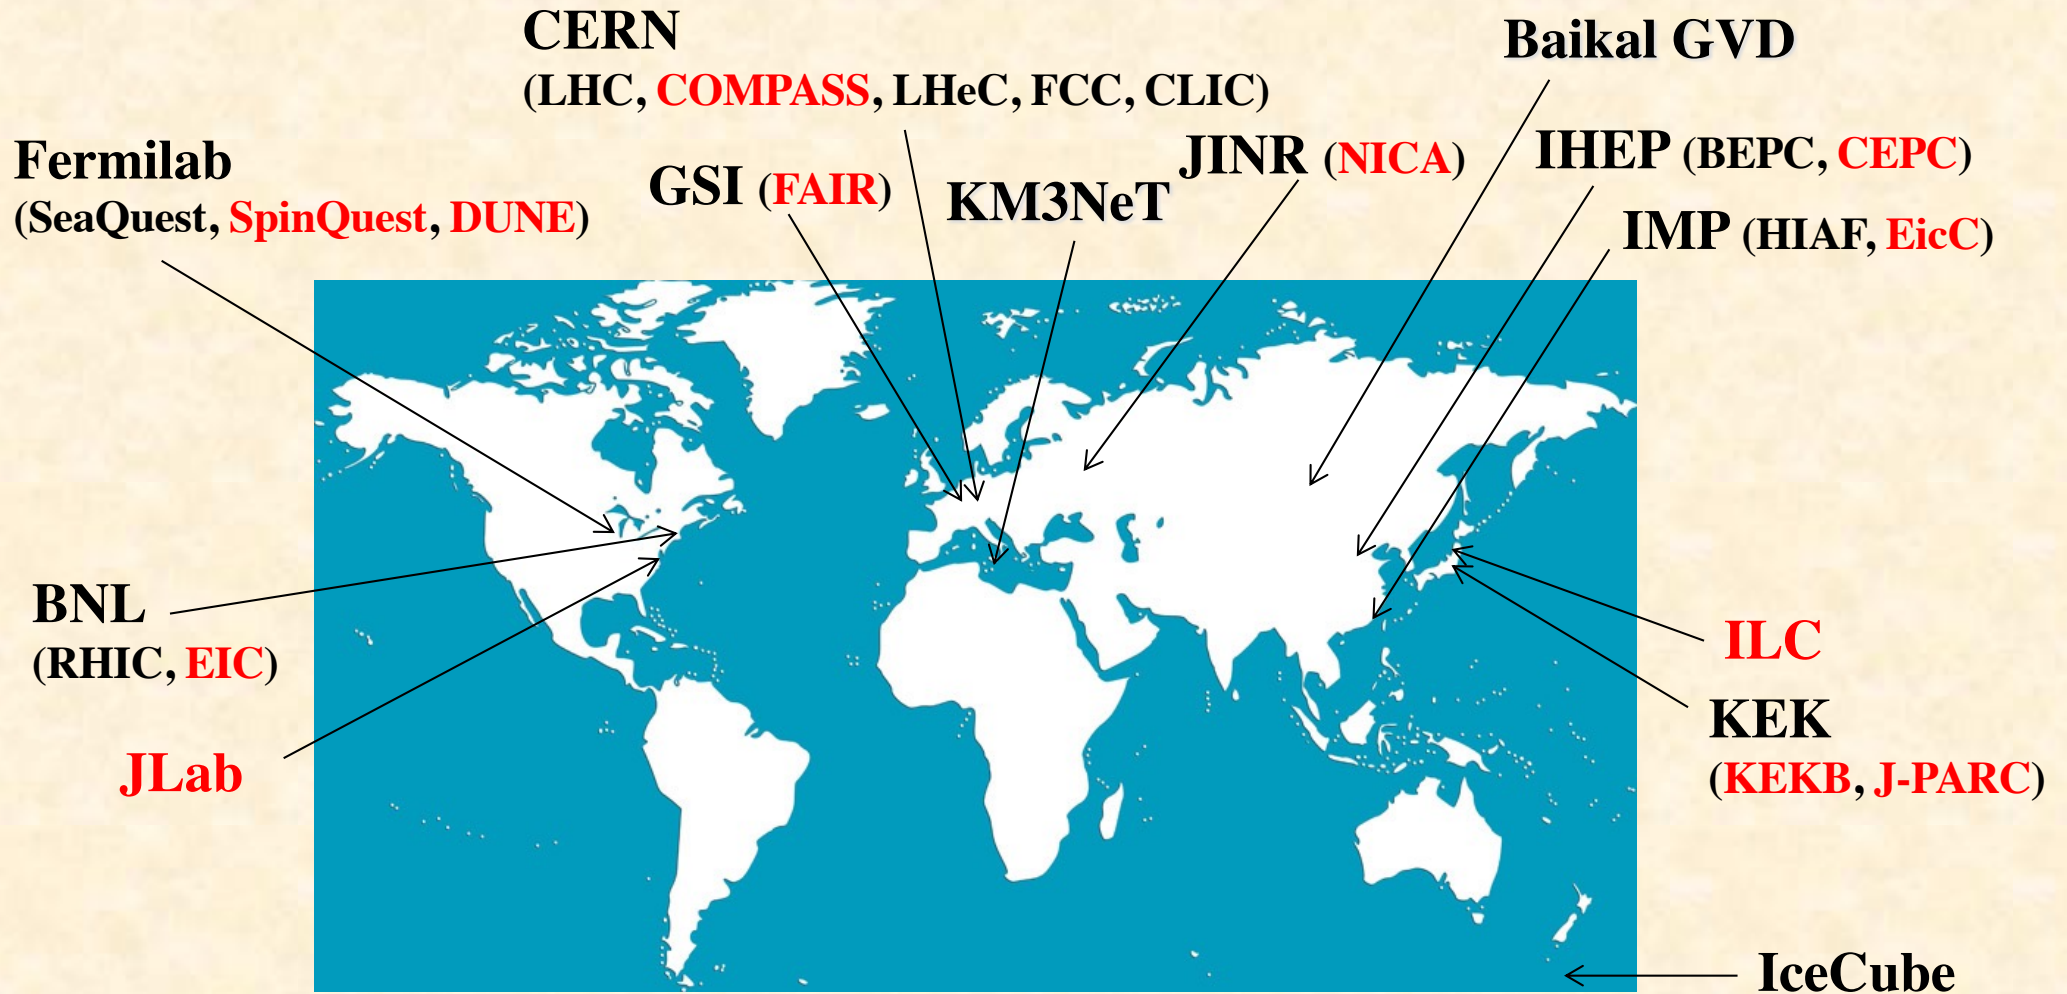 CERN
(LHC, COMPASS, LHeC, FCC, CLIC)
Baikal GVD
Fermilab
(SeaQuest, SpinQuest, DUNE)
GSI (FAIR)
KM3NeT
JINR (NICA)
IHEP (BEPC, CEPC)
IMP (HIAF, EicC)
BNL
(RHIC, EIC)
JLab
ILC
KEK
(KEKB, J-PARC)
IceCube